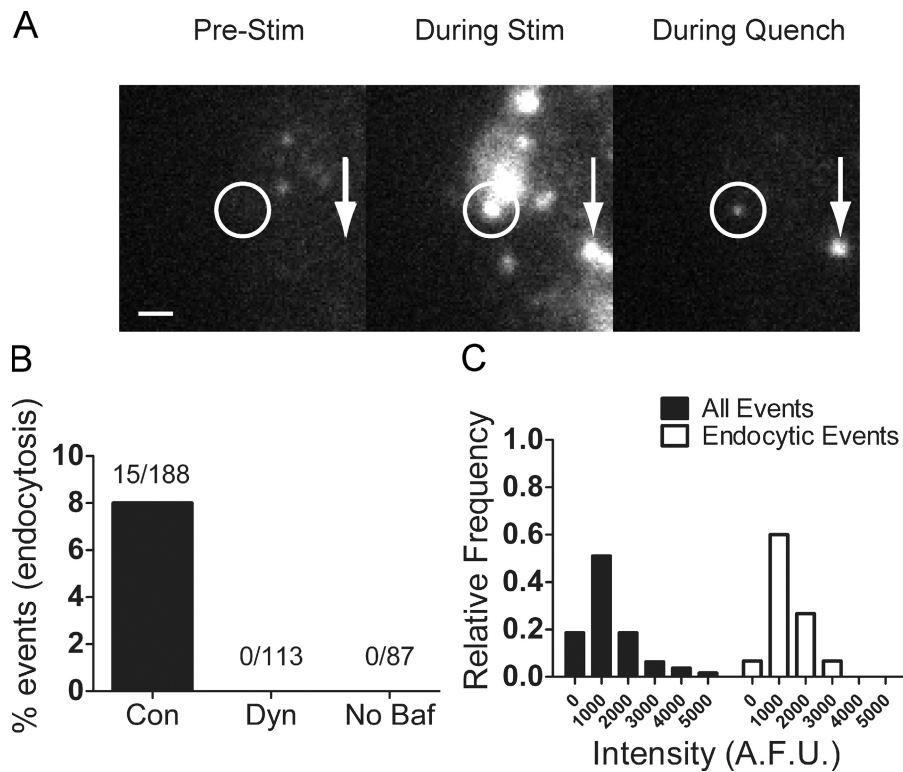 A
Pre-Stim During Stim During Quench
B
% events (endocytosis)
10
8
6
4
2
0
15/188
0/113
0/87
Con Dyn No Baf
C
All Events
Endocytic Events
Relative Frequency
1.0
0.8
0.6
0.4
0.2
0.0
0 1000 2000 3000 4000 5000 0 1000 2000 3000 4000 5000
Intensity (A.F.U.)